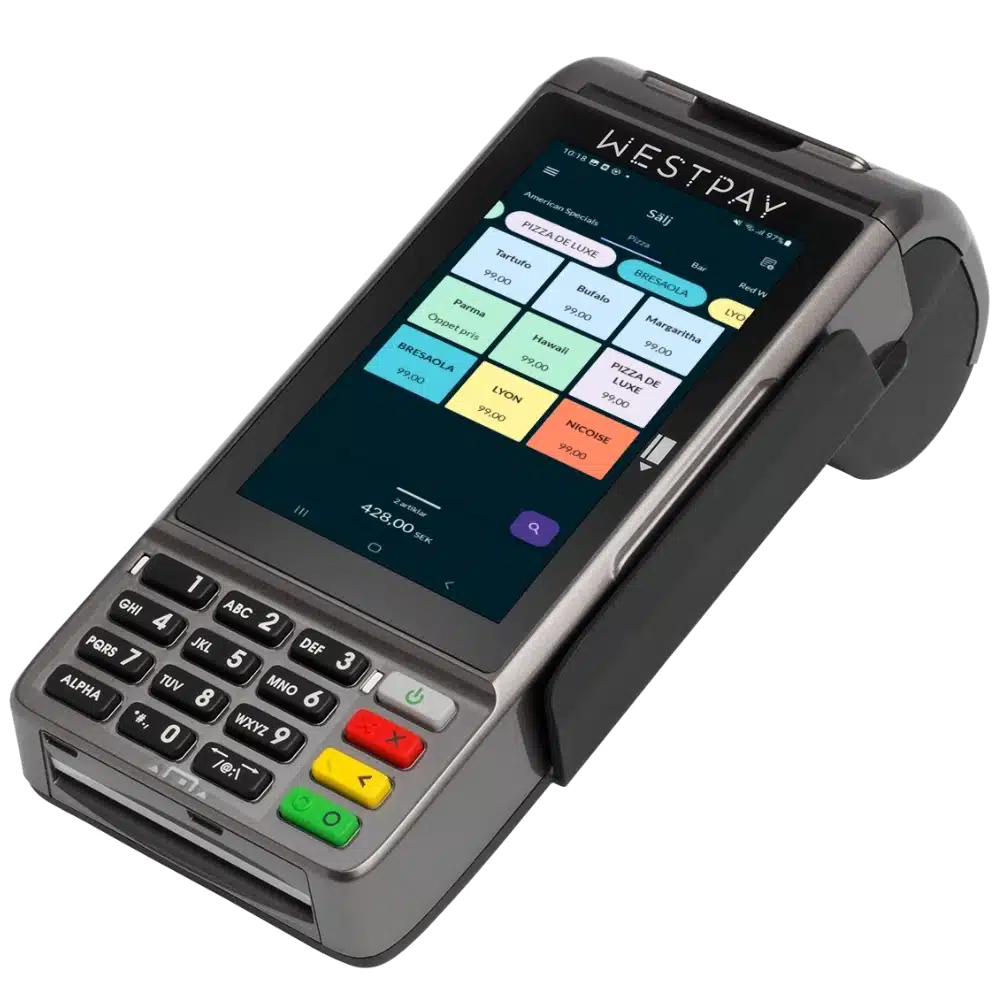 WESTPAY
10:18
97%
Sälj
American Specials
Pizza
Bar
Red W
PIZZA DE LUXE
BRESAOLA
LYO
Tartufo
99,00
Bufalo
99,00
Margaritha
99,00
Parma
Öppet pris
Hawaii
99,00
PIZZA DE
LUXE
99,00
BRESAOLA
99,00
LYON
99,00
NICOISE
99,00
2 artiklar
428,00 SEK
1
ABC 2
DEF 3
GHI 4
JKL 5
MNO 6
PQRS 7
TUV 8
WXYZ 9
ALPHA
*#., 0
/@:\